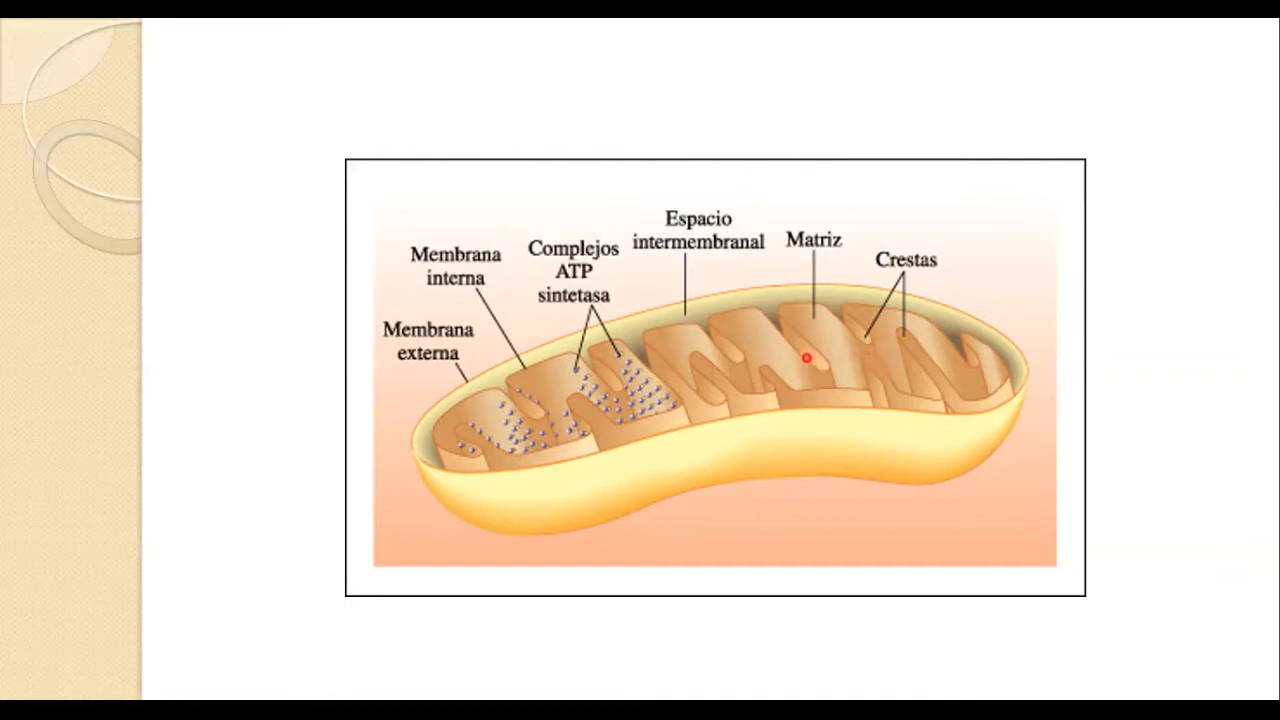 Espacio
intermembranal
Matriz
Crestas
Complejos
ATP
sintetasa
Membrana
interna
Membrana
externa